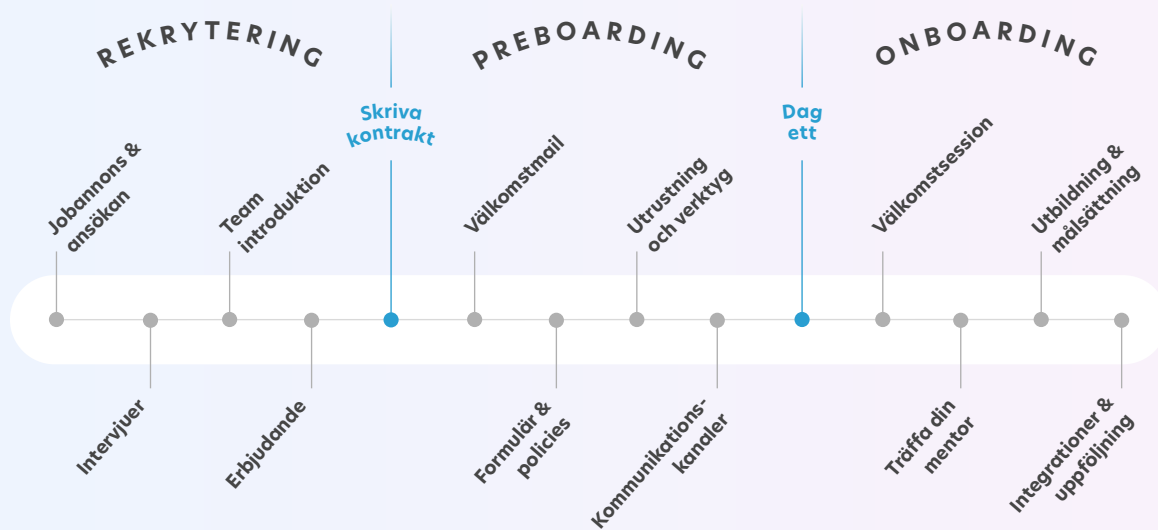 REKRYTERING
PREBOARDING
ONBOARDING
Skriva
kontrakt
Dag
ett
Jobannons &
ansökan
Team
introduktion
Välkomstmail
Utrustning
och verktyg
Välkomstsession
Utbildning &
målsättning
Intervjuer
Erbjudande
Formulär &
policies
Kommunikations-
kanaler
Träffa din
mentor
Integrationer &
uppföljning